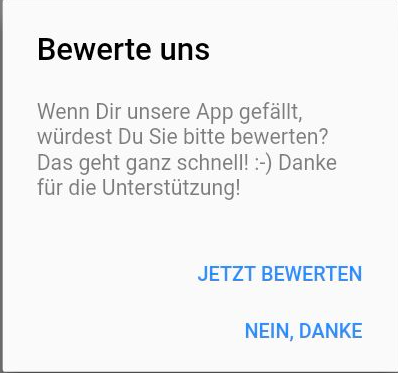 Bewerte uns
Wenn Dir unsere App gefällt,
würdest Du Sie bitte bewerten?
Das geht ganz schnell! :-) Danke
für die Unterstützung!
JETZT BEWERTEN
NEIN, DANKE